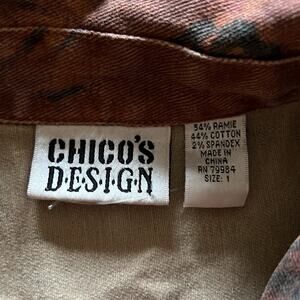 CHICO'S
DESIGN
54% RAMIE
44% COTTON
2% SPANDEX
MADE IN
CHINA
RN 79984
SIZE: 1